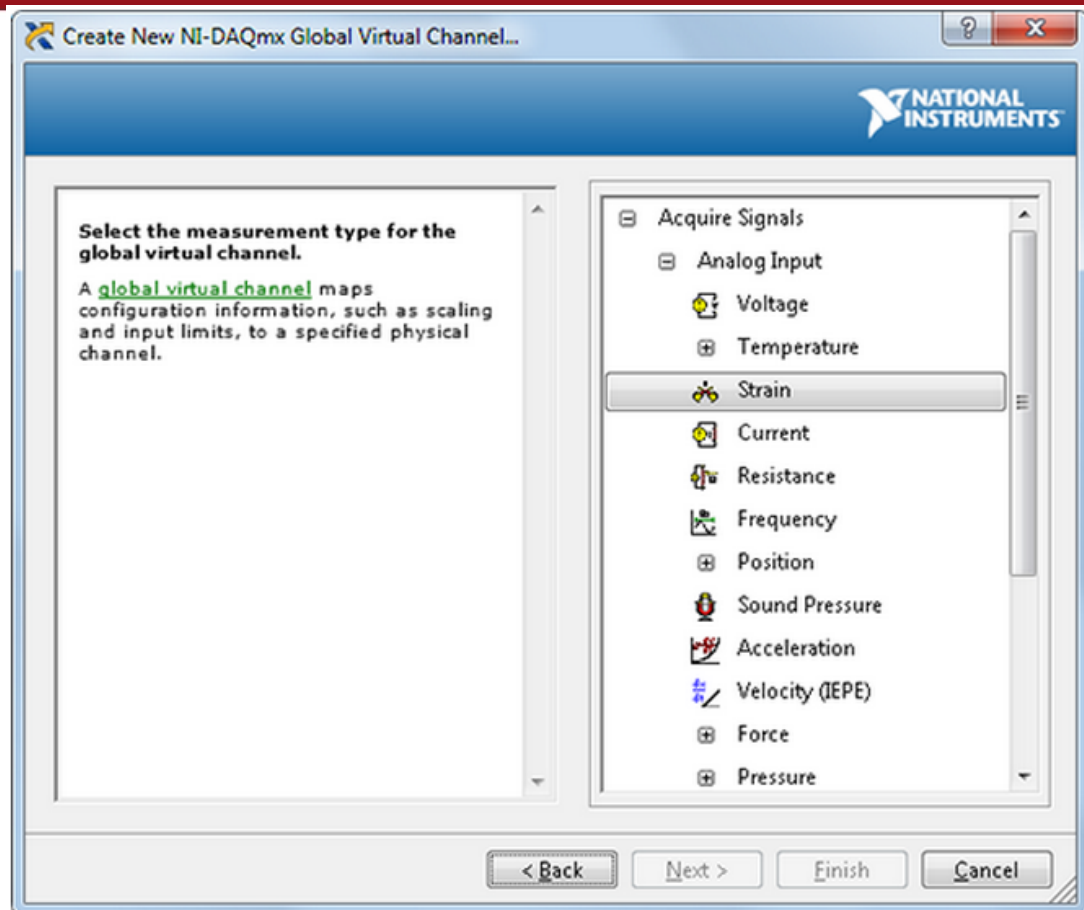 Create New NI-DAQmx Global Virtual Channel...
NATIONAL
INSTRUMENTS
Select the measurement type for the
global virtual channel.
A global virtual channel maps
configuration information, such as scaling
and input limits, to a specified physical
channel.
Acquire Signals
Analog Input
Voltage
Temperature
Strain
Current
Resistance
Frequency
Position
Sound Pressure
Acceleration
Velocity (IEPE)
Force
Pressure
< Back
Next >
Finish
Cancel